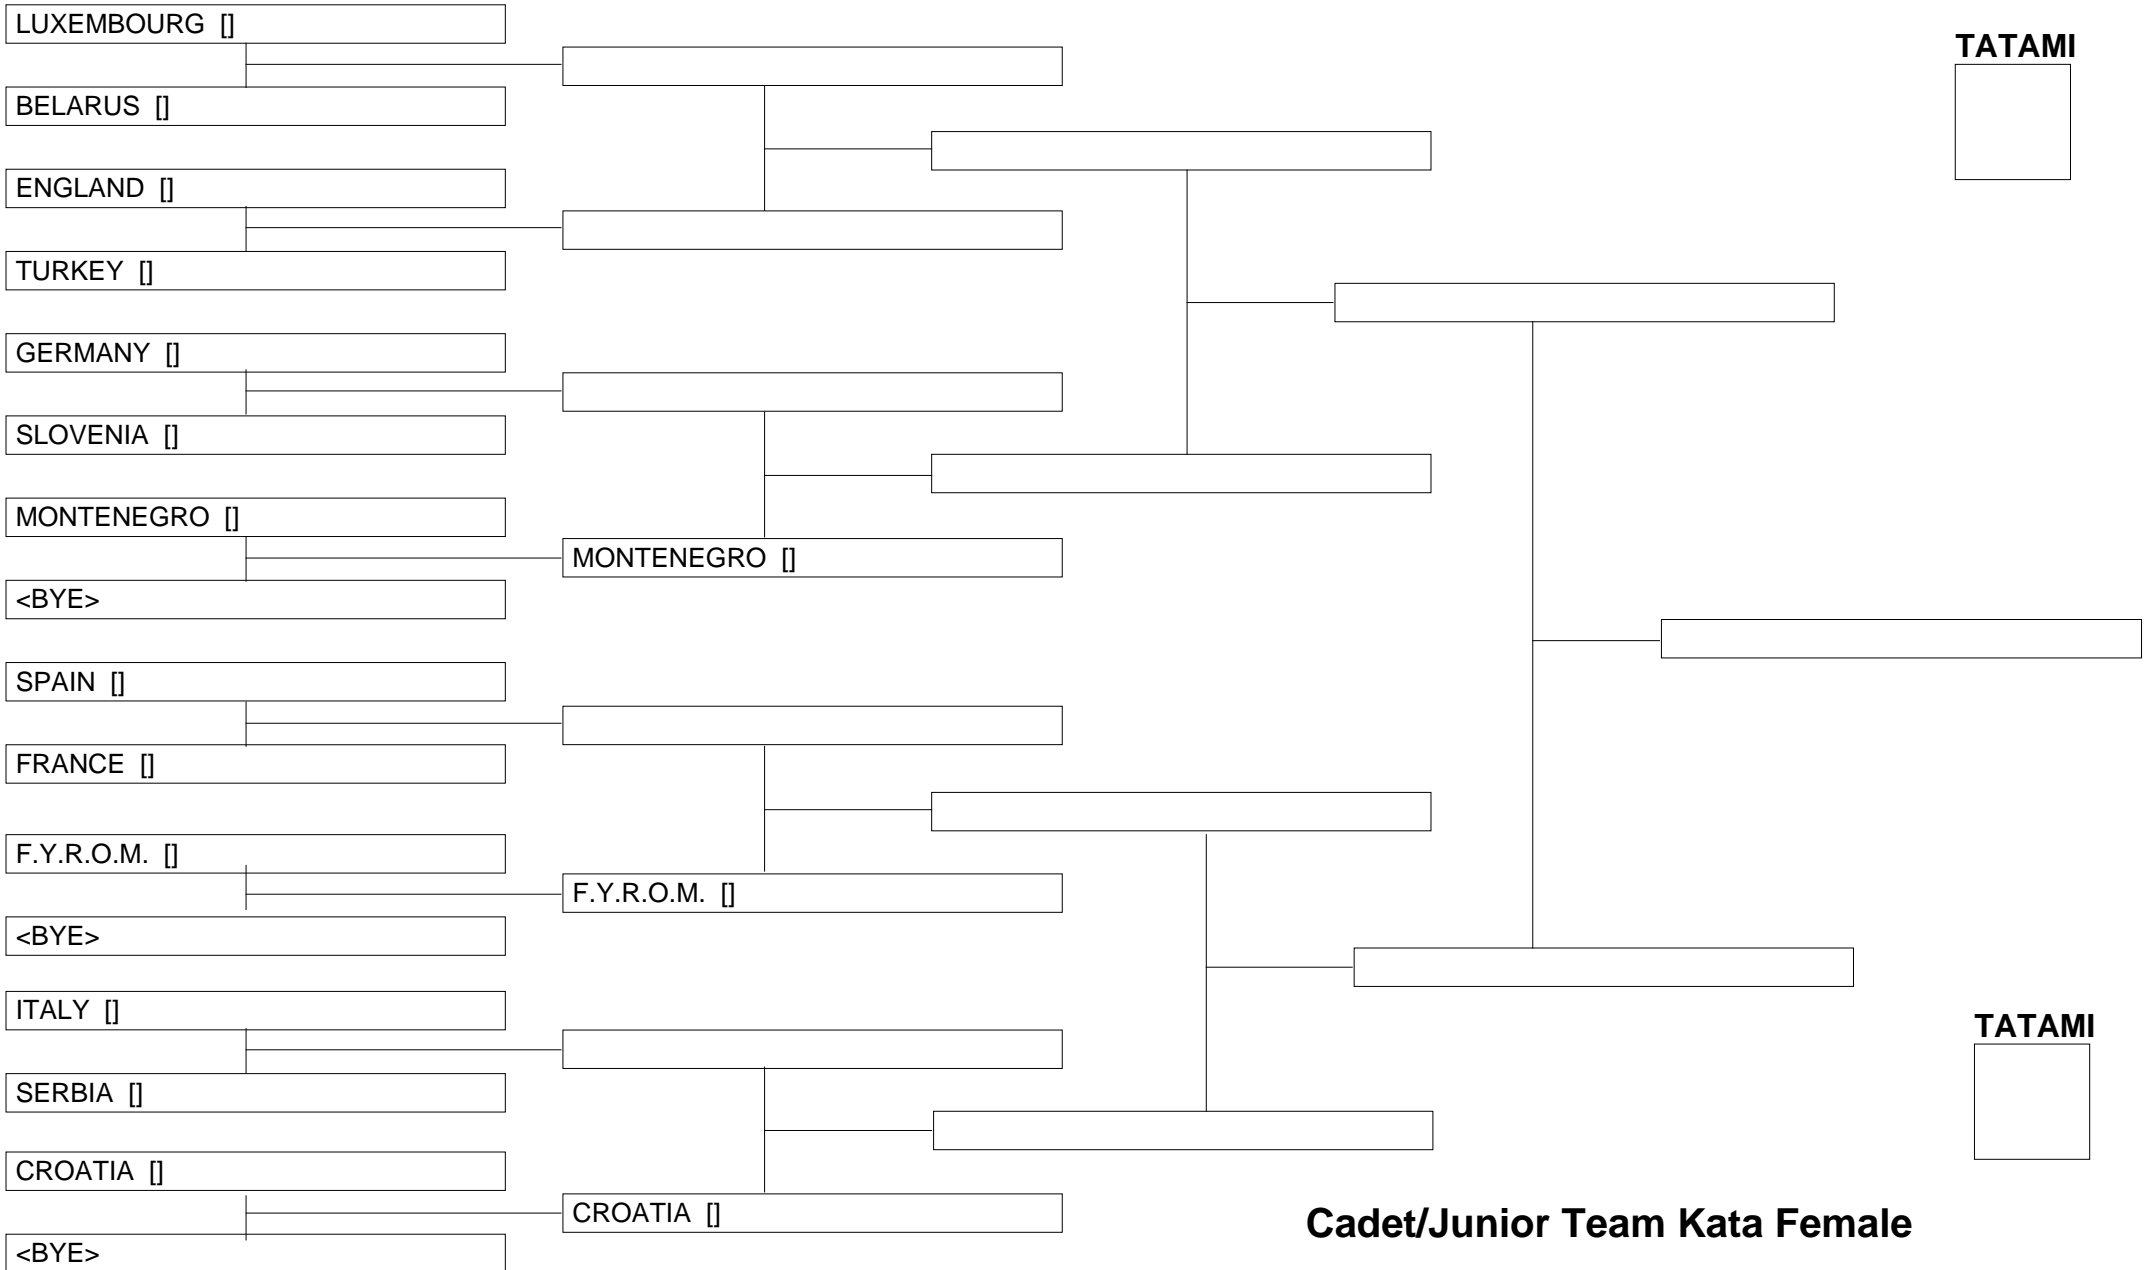 LUXEMBOURG []
TATAMI
BELARUS []
ENGLAND []
TURKEY []
GERMANY []
SLOVENIA []
MONTENEGRO []
MONTENEGRO []
<BYE>
SPAIN []
FRANCE []
F.Y.R.O.M. []
F.Y.R.O.M. []
<BYE>
ITALY []
TATAMI
SERBIA []
CROATIA []
CROATIA []
Cadet/Junior Team Kata Female
<BYE>